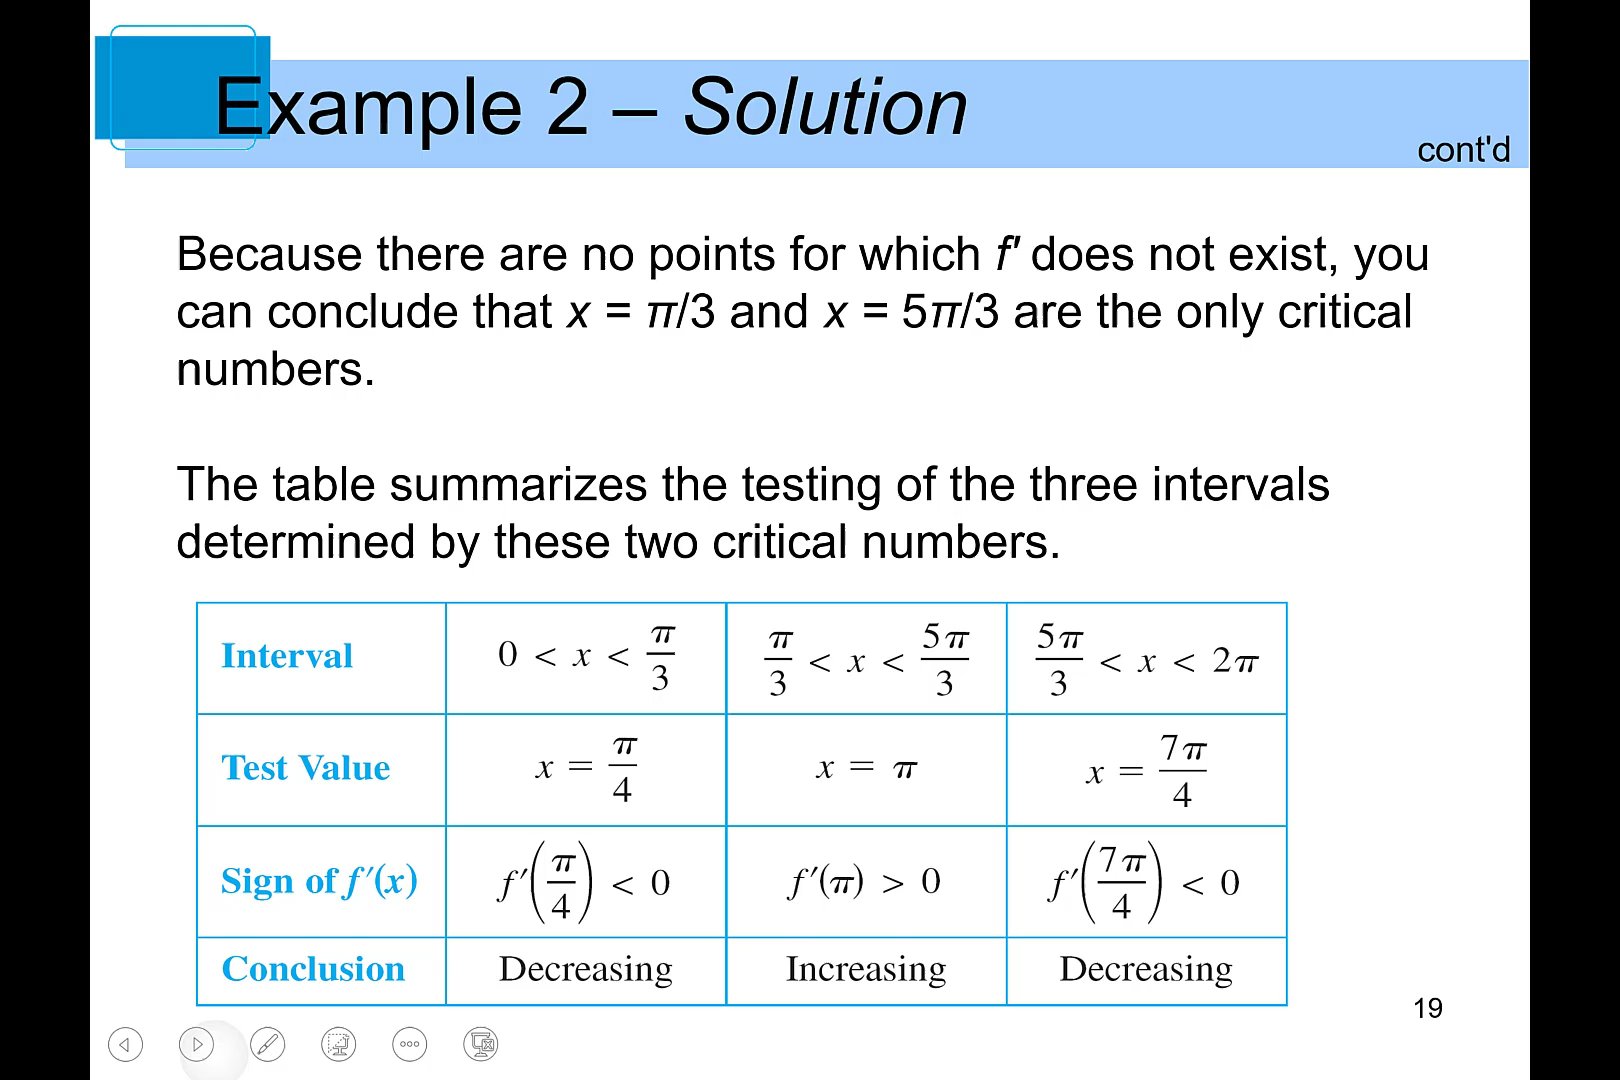 Example 2 – Solution
cont'd
Because there are no points for which f′ does not exist, you
can conclude that x = π/3 and x = 5π/3 are the only critical
numbers.
The table summarizes the testing of the three intervals
determined by these two critical numbers.
Interval 0 < x < π/3 π/3 < x < 5π/3 5π/3 < x < 2π
Test Value x = π/4 x = π x = 7π/4
Sign of f′(x) f′(π/4) < 0 f′(π) > 0 f′(7π/4) < 0
Conclusion Decreasing Increasing Decreasing
19